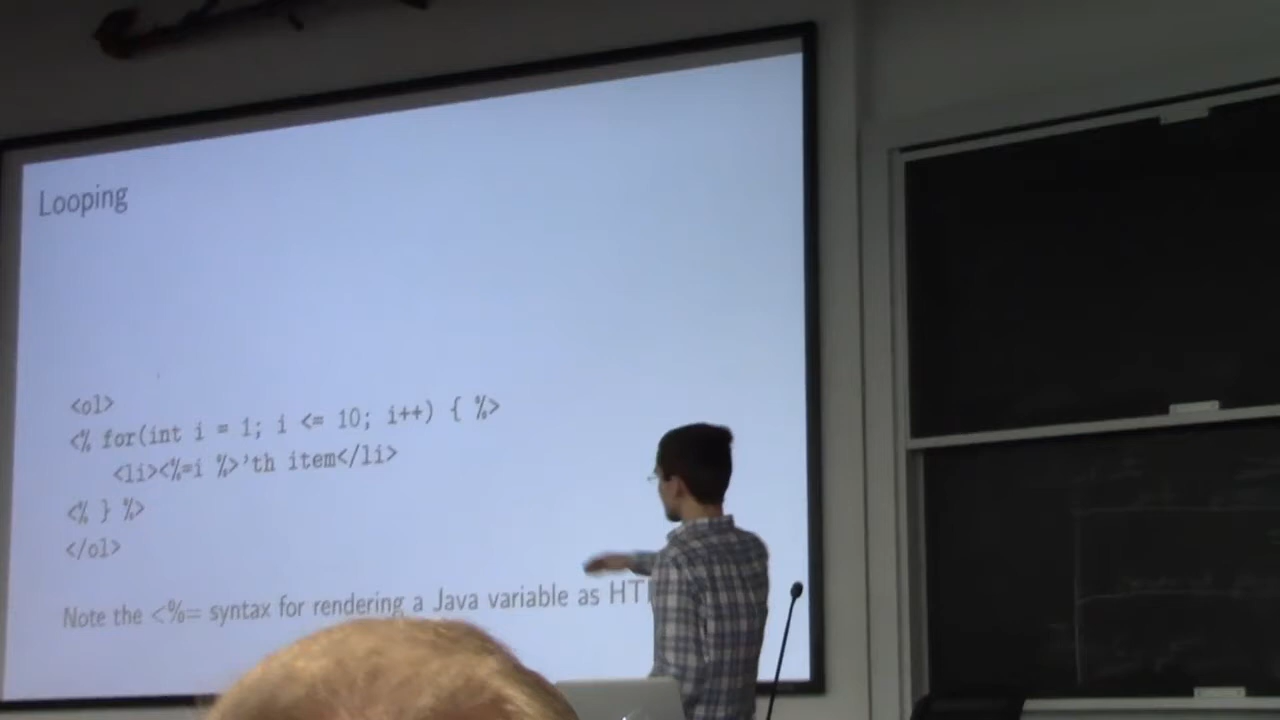 Looping
<ol>
<% for(int i = 1; i <= 10; i++) { %>
<li><%=i %>'th item</li>
<% } %>
</ol>
Note the <%= syntax for rendering a Java variable as